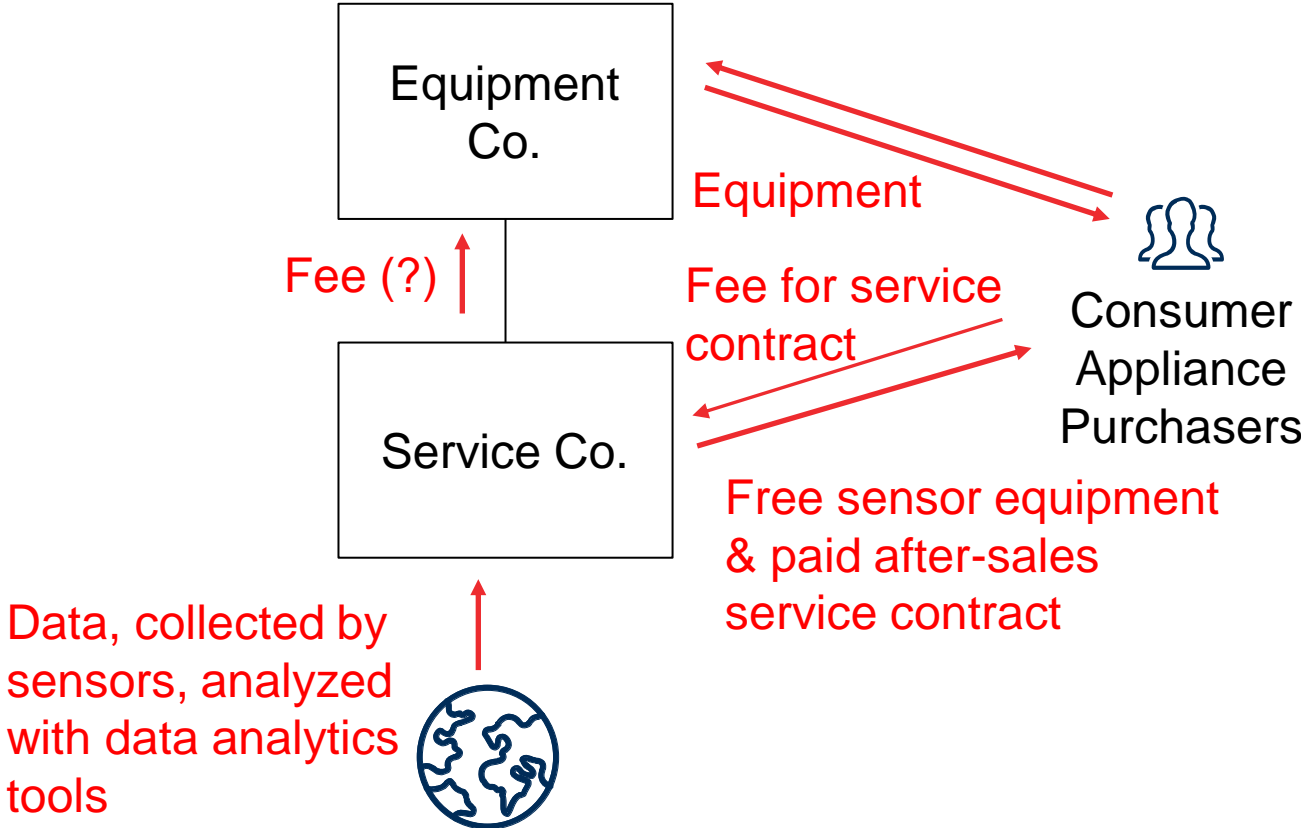 Equipment
Co.
Equipment
Fee (?)
Fee for service
contract
Consumer
Appliance
Purchasers
Service Co.
Free sensor equipment
& paid after-sales
service contract
Data, collected by
sensors, analyzed
with data analytics
tools